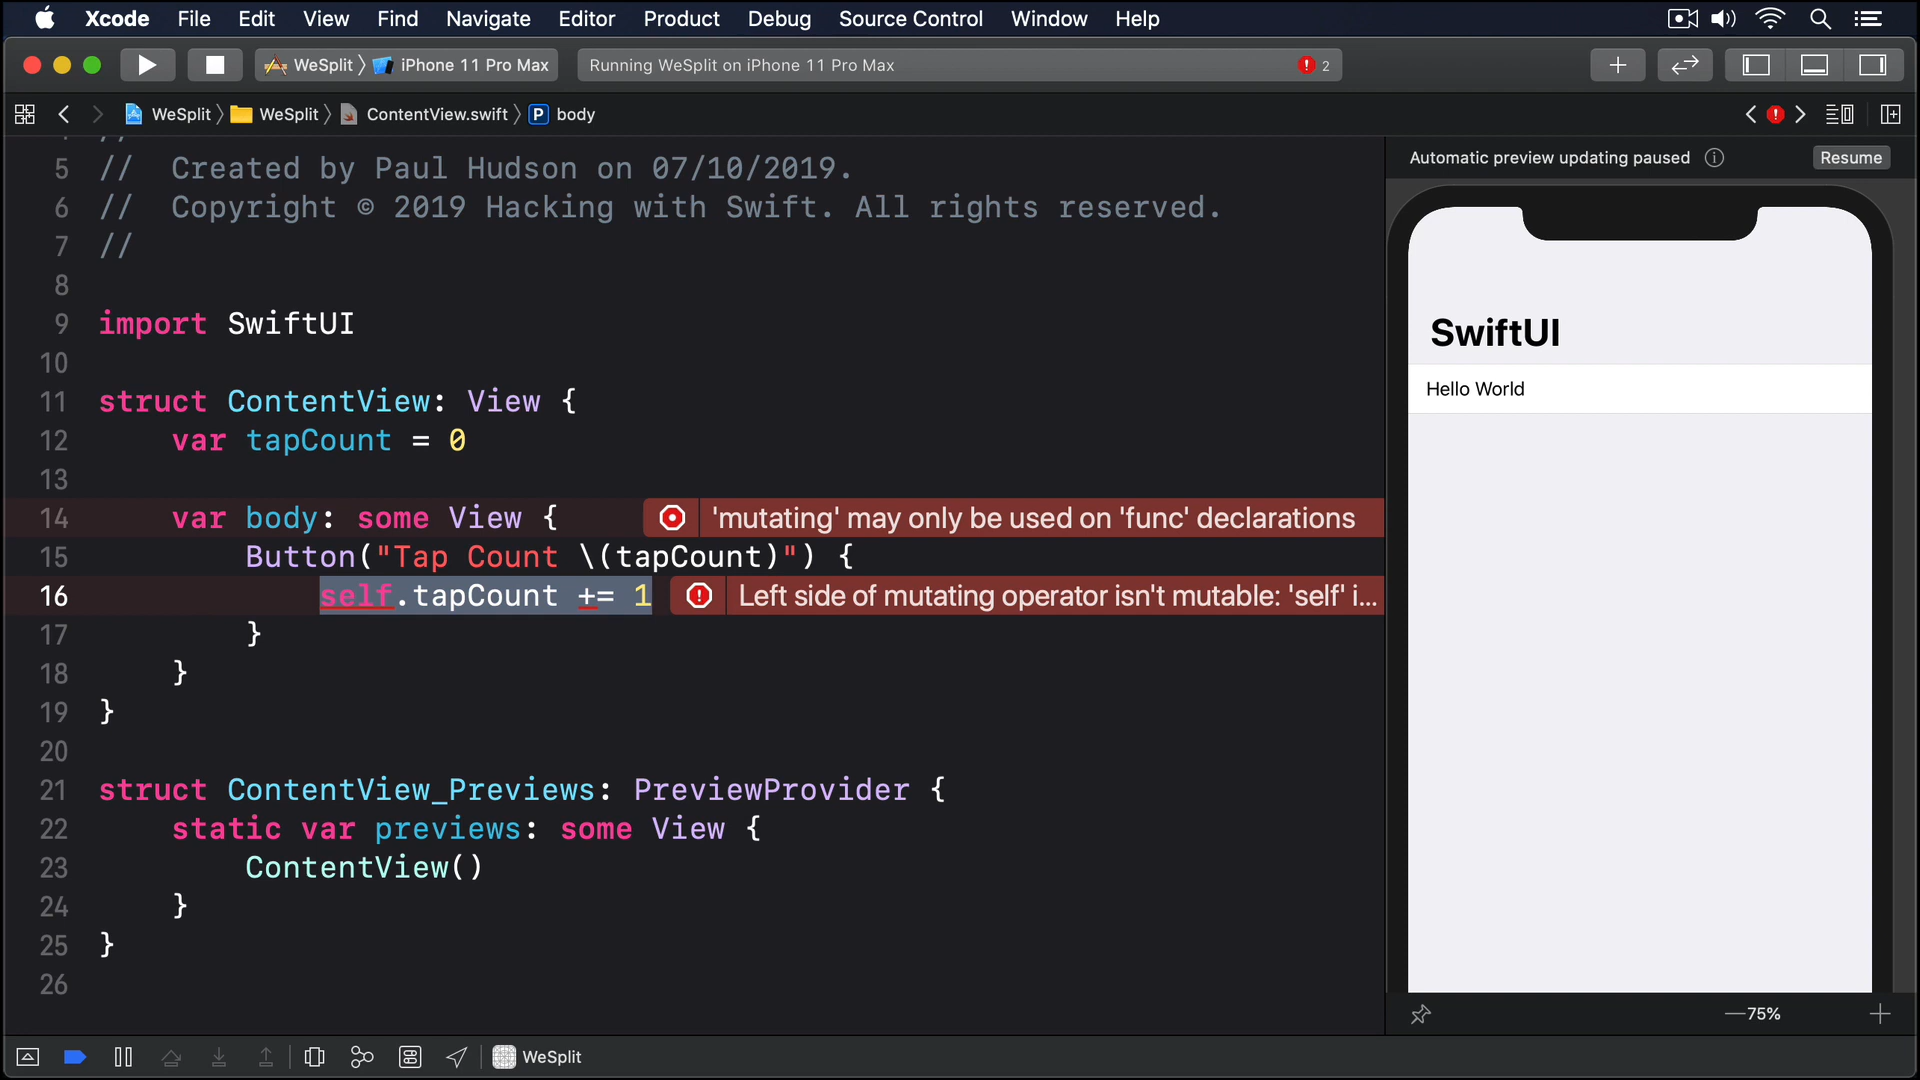 Xcode File Edit View Find Navigate Editor Product Debug Source Control Window Help
WeSplit iPhone 11 Pro Max Running WeSplit on iPhone 11 Pro Max 2
WeSplit WeSplit ContentView.swift P body
Automatic preview updating paused Resume
5 //  Created by Paul Hudson on 07/10/2019.
6 //  Copyright © 2019 Hacking with Swift. All rights reserved.
7 //
8
9 import SwiftUI
10
11 struct ContentView: View {
12     var tapCount = 0
13
14     var body: some View { 'mutating' may only be used on 'func' declarations
15         Button("Tap Count \(tapCount)") {
16             self.tapCount += 1 Left side of mutating operator isn't mutable: 'self' i...
17         }
18     }
19 }
20
21 struct ContentView_Previews: PreviewProvider {
22     static var previews: some View {
23         ContentView()
24     }
25 }
26
SwiftUI
Hello World
75%
WeSplit